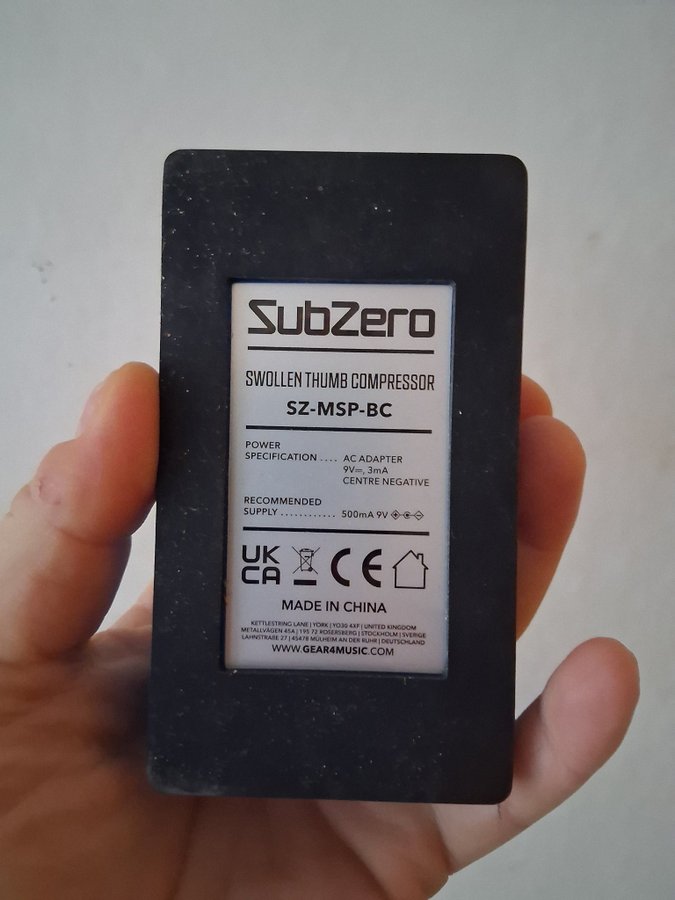 SubZero
SWOLLEN THUMB COMPRESSOR
SZ-MSP-BC
POWER
SPECIFICATION .... AC ADAPTER
9V⎓, 3mA
CENTRE NEGATIVE
RECOMMENDED
SUPPLY ............ 500mA 9V
UK
CA
CE
MADE IN CHINA
KETTLESTRING LANE | YORK | YO30 4XF | UNITED KINGDOM
METALLVÄGEN 45A | 195 72 ROSERSBERG | STOCKHOLM | SVERIGE
LAHNSTRAßE 27 | 45478 MÜLHEIM AN DER RUHR | DEUTSCHLAND
WWW.GEAR4MUSIC.COM